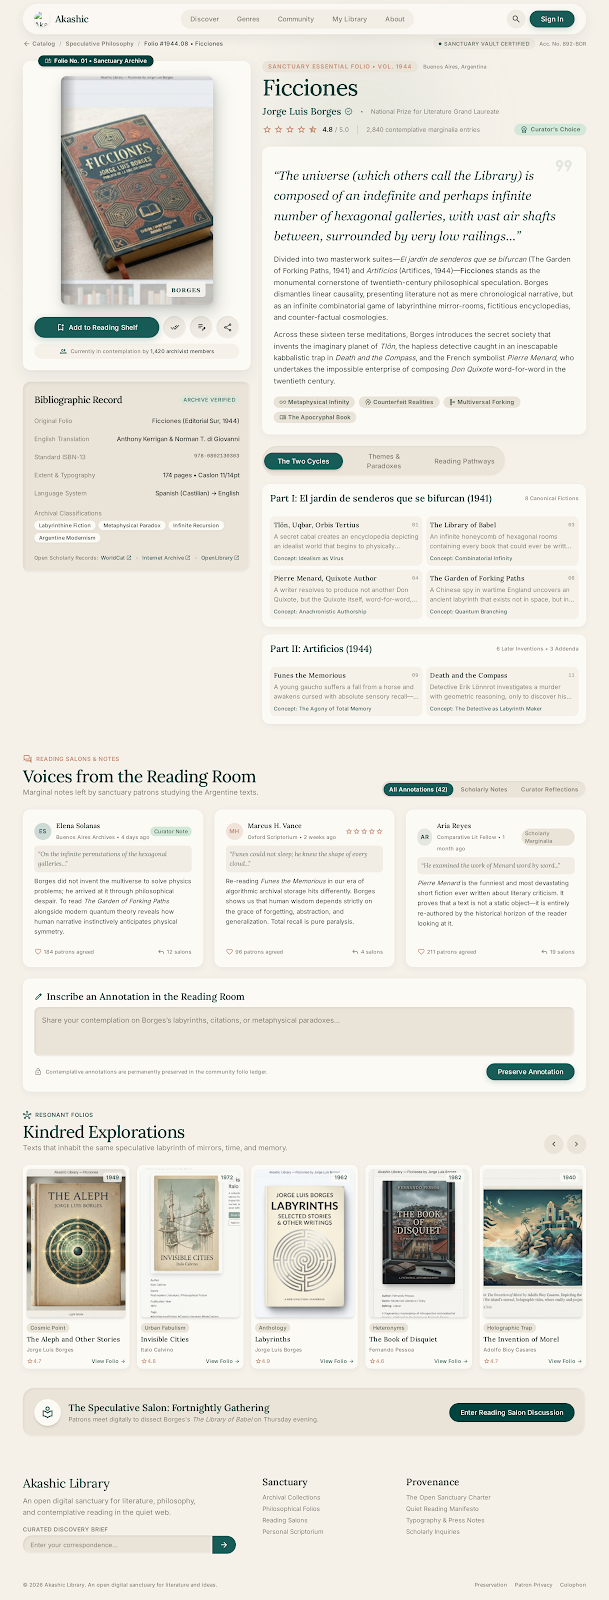 Akashic
Discover Genres Community My Library About
Sign In
← Catalog / Speculative Philosophy / Folio #1944.08 • Ficciones
SANCTUARY VAULT CERTIFIED Acc. No. 892-BOR
Folio No. 01 • Sanctuary Archive
FICCIONES
JORGE LUIS BORGES
BORGES
Add to Reading Shelf
Currently in contemplation by 1,420 archivist members
Bibliographic Record ARCHIVE VERIFIED
Original Folio Ficciones (Editorial Sur, 1944)
English Translation Anthony Kerrigan & Norman T. di Giovanni
Standard ISBN-13 978-0802130303
Extent & Typography 174 pages • Caslon 11/14pt
Language System Spanish (Castilian) → English
Archival Classifications
Labyrinthine Fiction Metaphysical Paradox Infinite Recursion
Argentine Modernism
Open Scholarly Records: WorldCat • Internet Archive • OpenLibrary
SANCTUARY ESSENTIAL FOLIO • VOL. 1944 Buenos Aires, Argentina
Ficciones
Jorge Luis Borges • National Prize for Literature Grand Laureate
4.8 / 5.0 2,840 contemplative marginalia entries Curator's Choice
“The universe (which others call the Library) is
composed of an indefinite and perhaps infinite
number of hexagonal galleries, with vast air shafts
between, surrounded by very low railings...”
Divided into two masterwork suites—El jardín de senderos que se bifurcan (The Garden
of Forking Paths, 1941) and Artificios (Artifices, 1944)—Ficciones stands as the
monumental cornerstone of twentieth-century philosophical speculation. Borges
dismantles linear causality, presenting literature not as mere chronological narrative, but
as an infinite combinatorial game of labyrinthine mirror-rooms, fictitious encyclopedias,
and counter-factual cosmologies.
Across these sixteen terse meditations, Borges introduces the secret society that
invents the imaginary planet of Tlön, the hapless detective caught in an inescapable
kabbalistic trap in Death and the Compass, and the French symbolist Pierre Menard, who
undertakes the impossible enterprise of composing Don Quixote word-for-word in the
twentieth century.
Metaphysical Infinity Counterfeit Realities Multiversal Forking
The Apocryphal Book
The Two Cycles Themes & Paradoxes Reading Pathways
Part I: El jardín de senderos que se bifurcan (1941) 8 Canonical Fictions
Tlön, Uqbar, Orbis Tertius 01
A secret cabal creates an encyclopedia depicting
an idealist world that begins to physically...
Concept: Idealism as Virus
The Library of Babel 03
An infinite honeycomb of hexagonal rooms
containing every book that could ever be writt...
Concept: Combinatorial Infinity
Pierre Menard, Quixote Author 04
A writer resolves to produce not another Don
Quixote, but the Quixote itself, word-for-word,...
Concept: Anachronistic Authorship
The Garden of Forking Paths 08
A Chinese spy in wartime England uncovers an
ancient labyrinth that exists not in space, but in...
Concept: Quantum Branching
Part II: Artificios (1944) 6 Later Inventions + 3 Addenda
Funes the Memorious 09
A young gaucho suffers a fall from a horse and
awakens cursed with absolute sensory recall—...
Concept: The Agony of Total Memory
Death and the Compass 11
Detective Erik Lönnrot investigates a murder
with geometric reasoning, only to discover his...
Concept: The Detective as Labyrinth Maker
READING SALONS & NOTES
Voices from the Reading Room
Marginal notes left by sanctuary patrons studying the Argentine texts.
All Annotations (42) Scholarly Notes Curator Reflections
ES Elena Solanas
Buenos Aires Archives • 4 days ago Curator Note
“On the infinite permutations of the hexagonal
galleries...”
Borges did not invent the multiverse to solve physics
problems; he arrived at it through philosophical
despair. To read The Garden of Forking Paths
alongside modern quantum theory reveals how
human narrative instinctively anticipates physical
symmetry.
184 patrons agreed 12 salons
MH Marcus H. Vance
Oxford Scriptorium • 2 weeks ago
“Funes could not sleep; he knew the shape of every
cloud...”
Re-reading Funes the Memorious in our era of
algorithmic archival storage hits differently. Borges
shows us that human wisdom depends strictly on
the grace of forgetting, abstraction, and
generalization. Total recall is pure paralysis.
96 patrons agreed 4 salons
AR Aria Reyes
Comparative Lit Fellow • 1
month ago
Scholarly Marginalia
“He examined the work of Menard word by word...”
Pierre Menard is the funniest and most devastating
short fiction ever written about literary criticism. It
proves that a text is not a static object—it is entirely
re-authored by the historical horizon of the reader
looking at it.
211 patrons agreed 19 salons
Inscribe an Annotation in the Reading Room
Share your contemplation on Borges's labyrinths, citations, or metaphysical paradoxes...
Contemplative annotations are permanently preserved in the community folio ledger.
Preserve Annotation
RESONANT FOLIOS
Kindred Explorations
Texts that inhabit the same speculative labyrinth of mirrors, time, and memory.
1949
THE ALEPH
JORGE LUIS BORGES
Cosmic Point
The Aleph and Other Stories
Jorge Luis Borges
4.7 View Folio →
1972
INVISIBLE CITIES
Italo Calvino
Urban Fabulism
Invisible Cities
Italo Calvino
4.8 View Folio →
1962
JORGE LUIS BORGES
LABYRINTHS
SELECTED STORIES
& OTHER WRITINGS
Anthology
Labyrinths
Jorge Luis Borges
4.9 View Folio →
1982
FERNANDO PESSOA
THE BOOK
OF
DISQUIET
Heteronyms
The Book of Disquiet
Fernando Pessoa
4.6 View Folio →
1940
Holographic Trap
The Invention of Morel
Adolfo Bioy Casares
4.7 View Folio →
The Speculative Salon: Fortnightly Gathering
Patrons meet digitally to dissect Borges's The Library of Babel on Thursday evening.
Enter Reading Salon Discussion
Akashic Library
An open digital sanctuary for literature, philosophy,
and contemplative reading in the quiet web.
CURATED DISCOVERY BRIEF
Enter your correspondence...
Sanctuary
Archival Collections
Philosophical Folios
Reading Salons
Personal Scriptorium
Provenance
The Open Sanctuary Charter
Quiet Reading Manifesto
Typography & Press Notes
Scholarly Inquiries
© 2026 Akashic Library. An open digital sanctuary for literature and ideas.
Preservation Patron Privacy Colophon